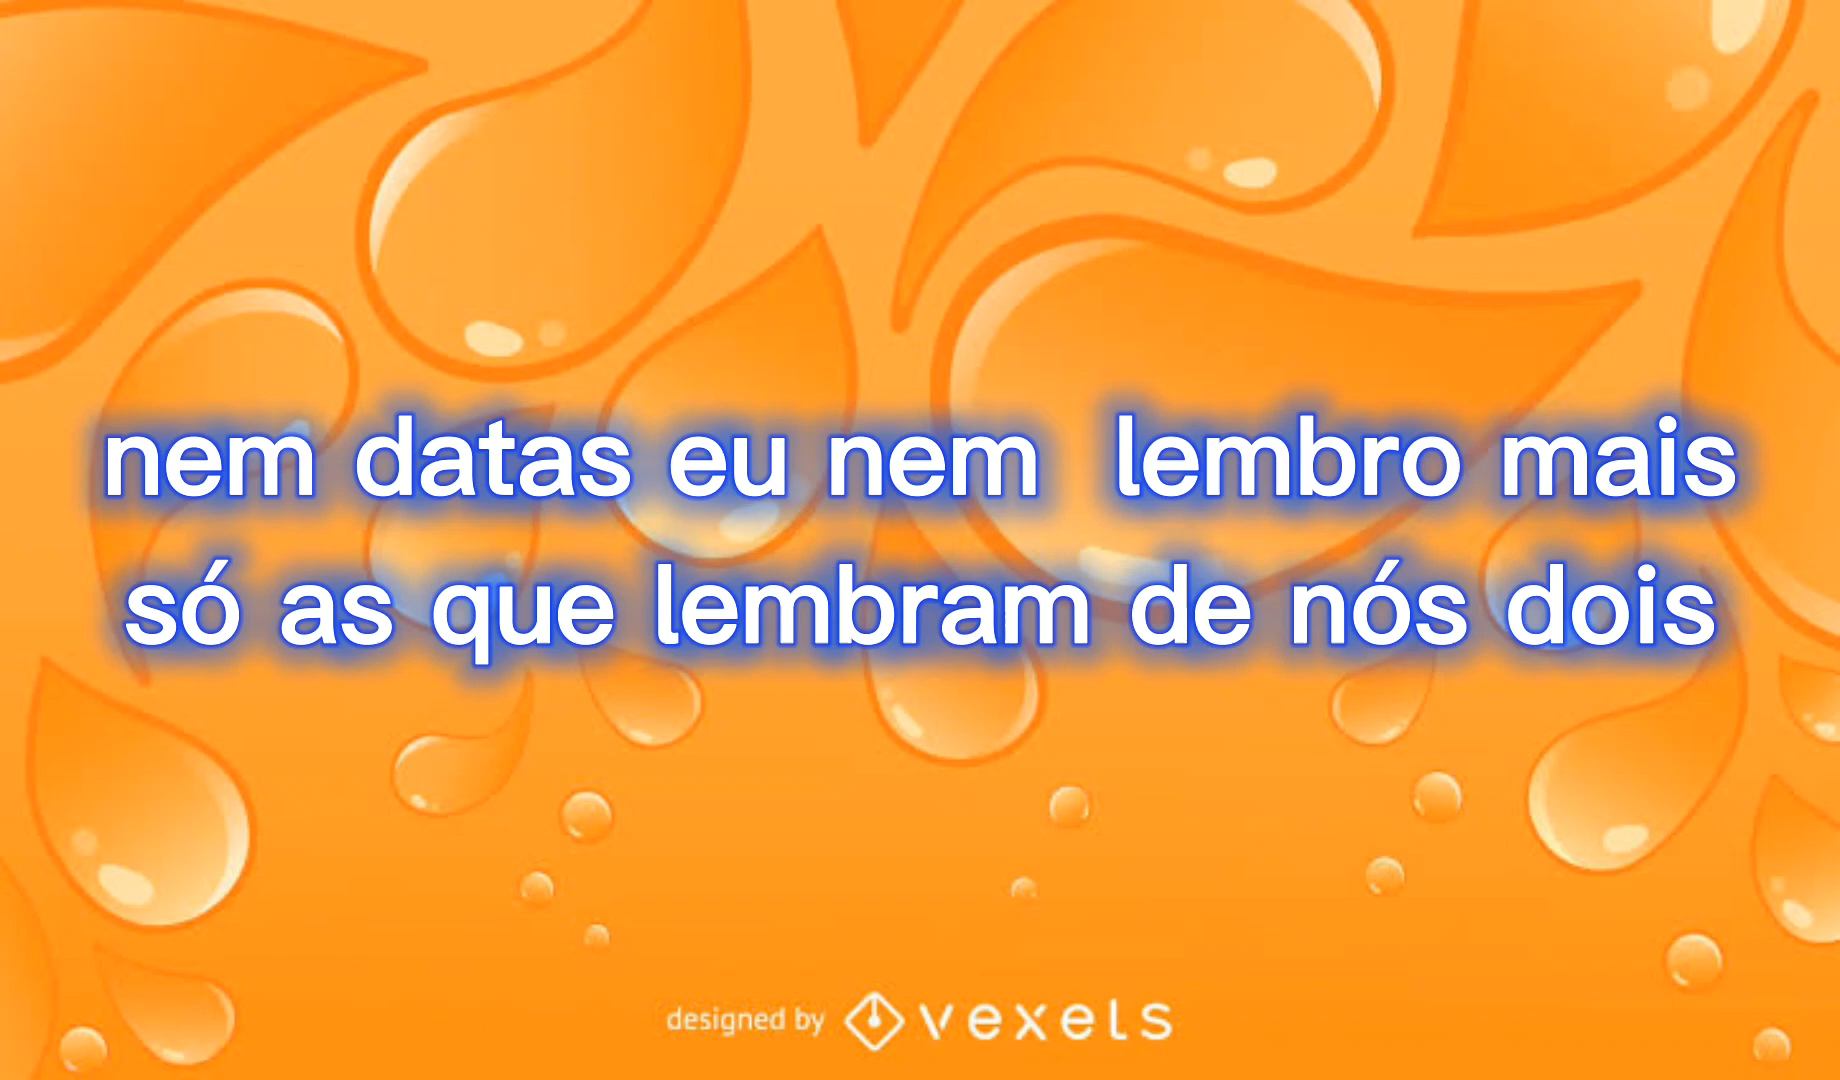 nem datas eu nem lembro mais
só as que lembram de nós dois
designed by vexels